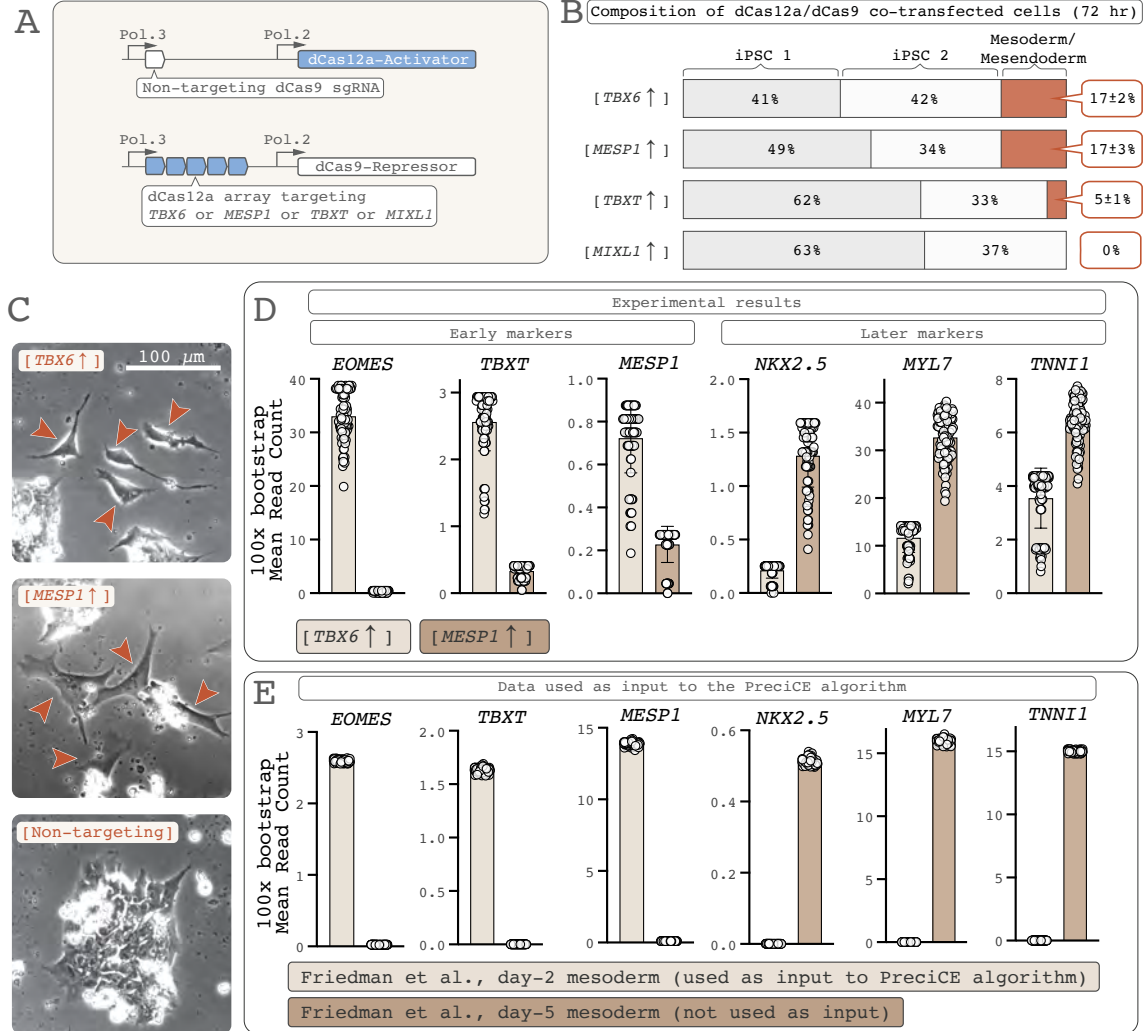 A
Pol.3
Pol.2
dCas12a-Activator
Non-targeting dCas9 sgRNA
Pol.3
Pol.2
dCas9-Repressor
dCas12a array targeting
TBX6 or MESP1 or TBXT or MIXL1
B
Composition of dCas12a/dCas9 co-transfected cells (72 hr)
iPSC 1
iPSC 2
Mesoderm/
Mesendoderm
[TBX6↑]
41%
42%
17±2%
[MESP1↑]
49%
34%
17±3%
[TBXT↑]
62%
33%
5±1%
[MIXL1↑]
63%
37%
0%
C
[TBX6↑]
100 µm
[MESP1↑]
[Non-targeting]
D
Experimental results
Early markers
Later markers
100x bootstrap
Mean Read Count
EOMES
40
30
20
10
0
TBXT
3
2
1
0
MESP1
1.0
0.8
0.6
0.4
0.2
0.0
NKX2.5
2.0
1.5
1.0
0.5
0.0
MYL7
40
30
20
10
0
TNNI1
8
6
4
2
0
[TBX6↑]
[MESP1↑]
E
Data used as input to the PreciCE algorithm
100x bootstrap
Mean Read Count
EOMES
3
2
1
0
TBXT
2.0
1.5
1.0
0.5
0.0
MESP1
15
10
5
0
NKX2.5
0.6
0.4
0.2
0.0
MYL7
15
10
5
0
TNNI1
15
10
5
0
Friedman et al., day-2 mesoderm (used as input to PreciCE algorithm)
Friedman et al., day-5 mesoderm (not used as input)